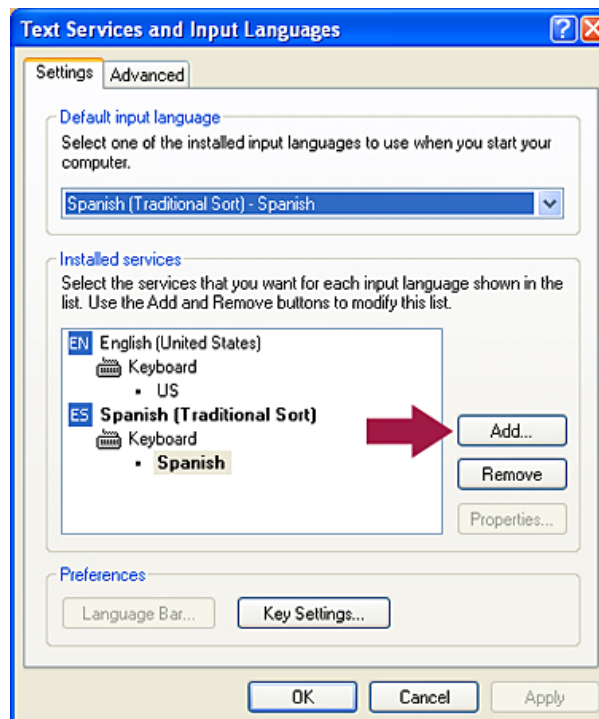 Text Services and Input Languages
Settings
Advanced
Default input language
Select one of the installed input languages to use when you start your
computer.
Spanish (Traditional Sort) - Spanish
Installed services
Select the services that you want for each input language shown in the
list. Use the Add and Remove buttons to modify this list.
EN English (United States)
Keyboard
• US
ES Spanish (Traditional Sort)
Keyboard
• Spanish
Add...
Remove
Properties...
Preferences
Language Bar...
Key Settings...
OK
Cancel
Apply